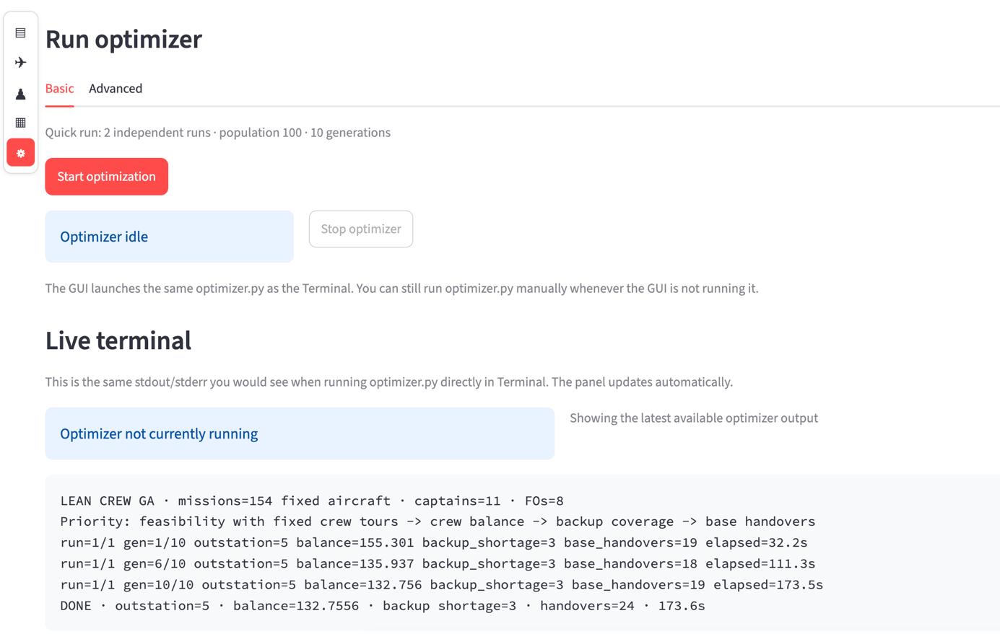 Run optimizer
Basic Advanced
Quick run: 2 independent runs · population 100 · 10 generations
Start optimization
Optimizer idle
Stop optimizer
The GUI launches the same optimizer.py as the Terminal. You can still run optimizer.py manually whenever the GUI is not running it.
Live terminal
This is the same stdout/stderr you would see when running optimizer.py directly in Terminal. The panel updates automatically.
Optimizer not currently running
Showing the latest available optimizer output
LEAN CREW GA · missions=154 fixed aircraft · captains=11 · FOs=8
Priority: feasibility with fixed crew tours -> crew balance -> backup coverage -> base handovers
run=1/1 gen=1/10 outstation=5 balance=155.301 backup_shortage=3 base_handovers=19 elapsed=32.2s
run=1/1 gen=6/10 outstation=5 balance=135.937 backup_shortage=3 base_handovers=18 elapsed=111.3s
run=1/1 gen=10/10 outstation=5 balance=132.756 backup_shortage=3 base_handovers=19 elapsed=173.5s
DONE · outstation=5 · balance=132.7556 · backup shortage=3 · handovers=24 · 173.6s